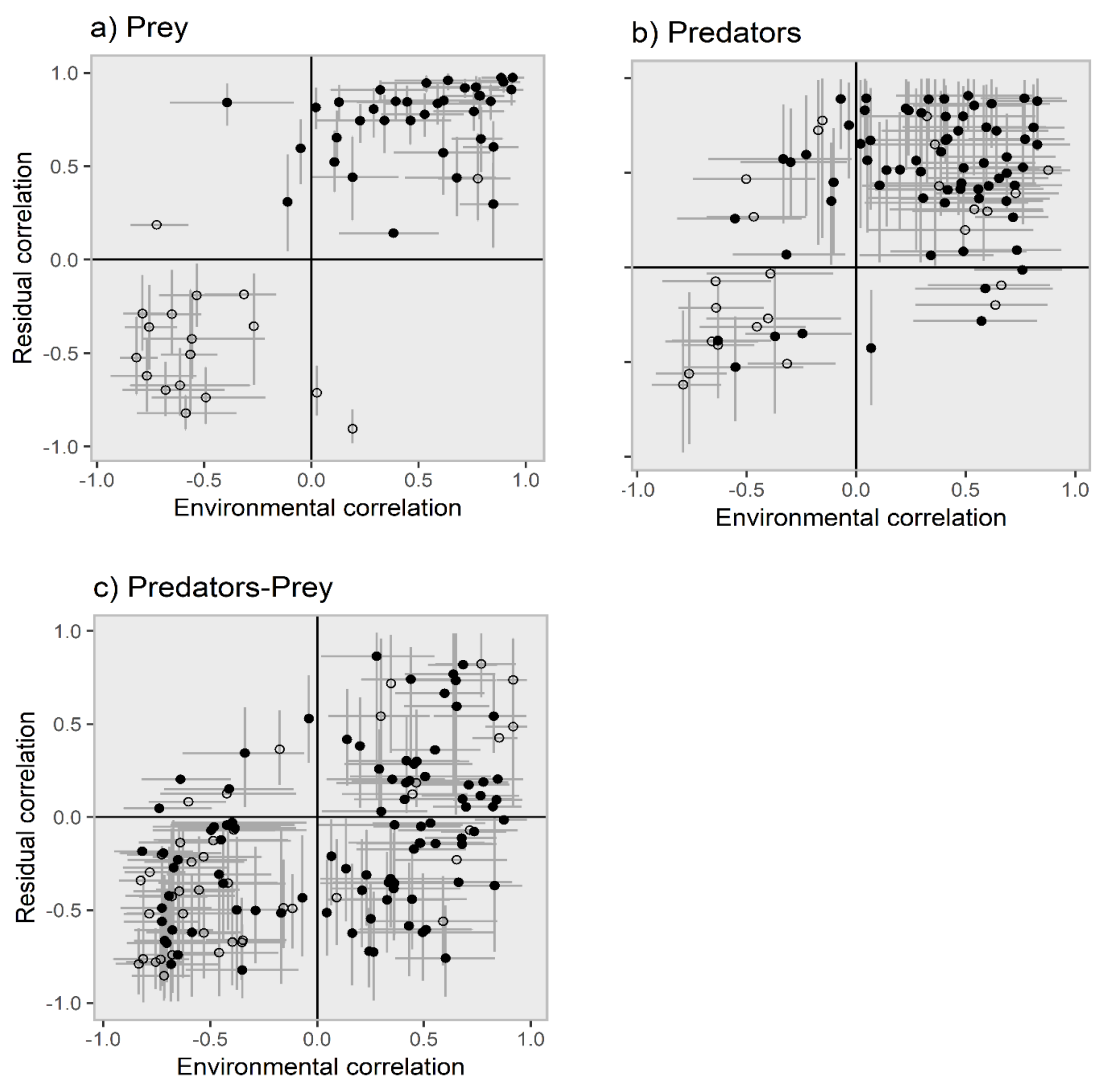 a) Prey
1.0
0.5
0.0
-0.5
-1.0
Residual correlation
-1.0 -0.5 0.0 0.5 1.0
Environmental correlation
b) Predators
-1.0 -0.5 0.0 0.5 1.0
Environmental correlation
c) Predators-Prey
1.0
0.5
0.0
-0.5
-1.0
Residual correlation
-1.0 -0.5 0.0 0.5 1.0
Environmental correlation